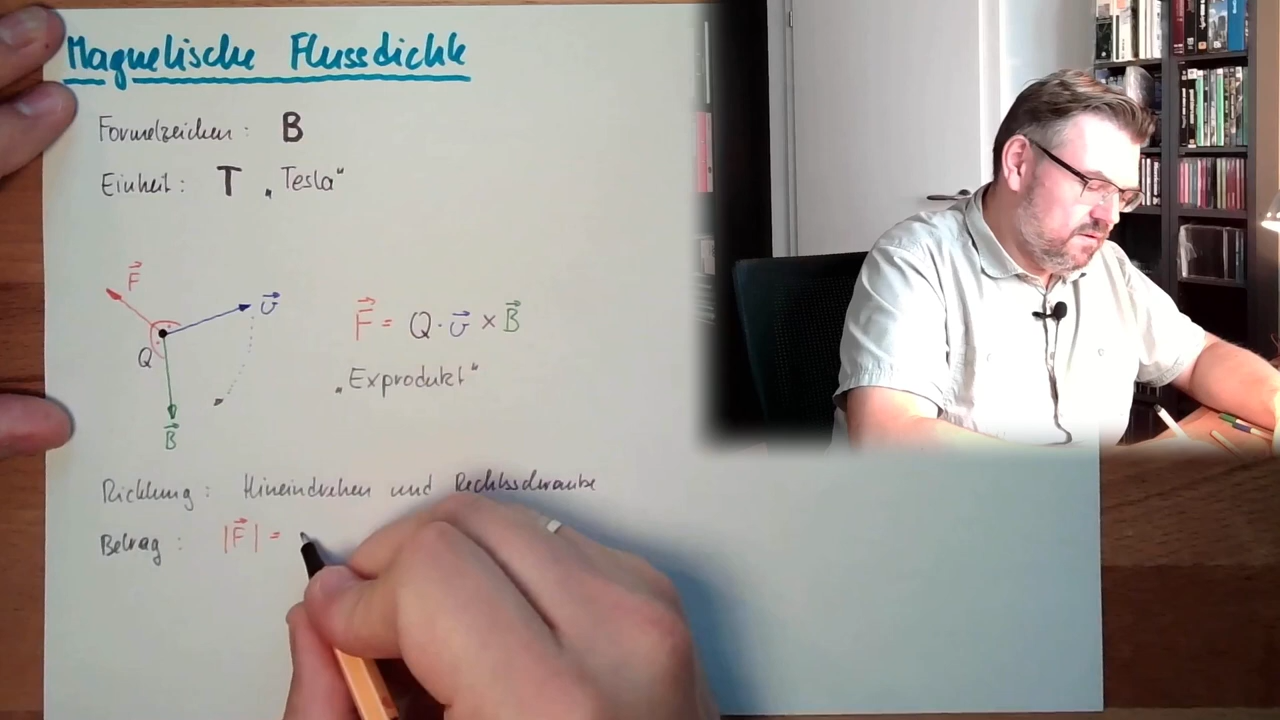 Magnetische Flussdichte
Formelzeichen : B
Einheit : T „Tesla“
F⃗
v⃗
Q
B⃗
F⃗ = Q · v⃗ × B⃗
„Exprodukt“
Richtung : Hineindrehen und Rechtsschraube
Betrag : |F⃗| =